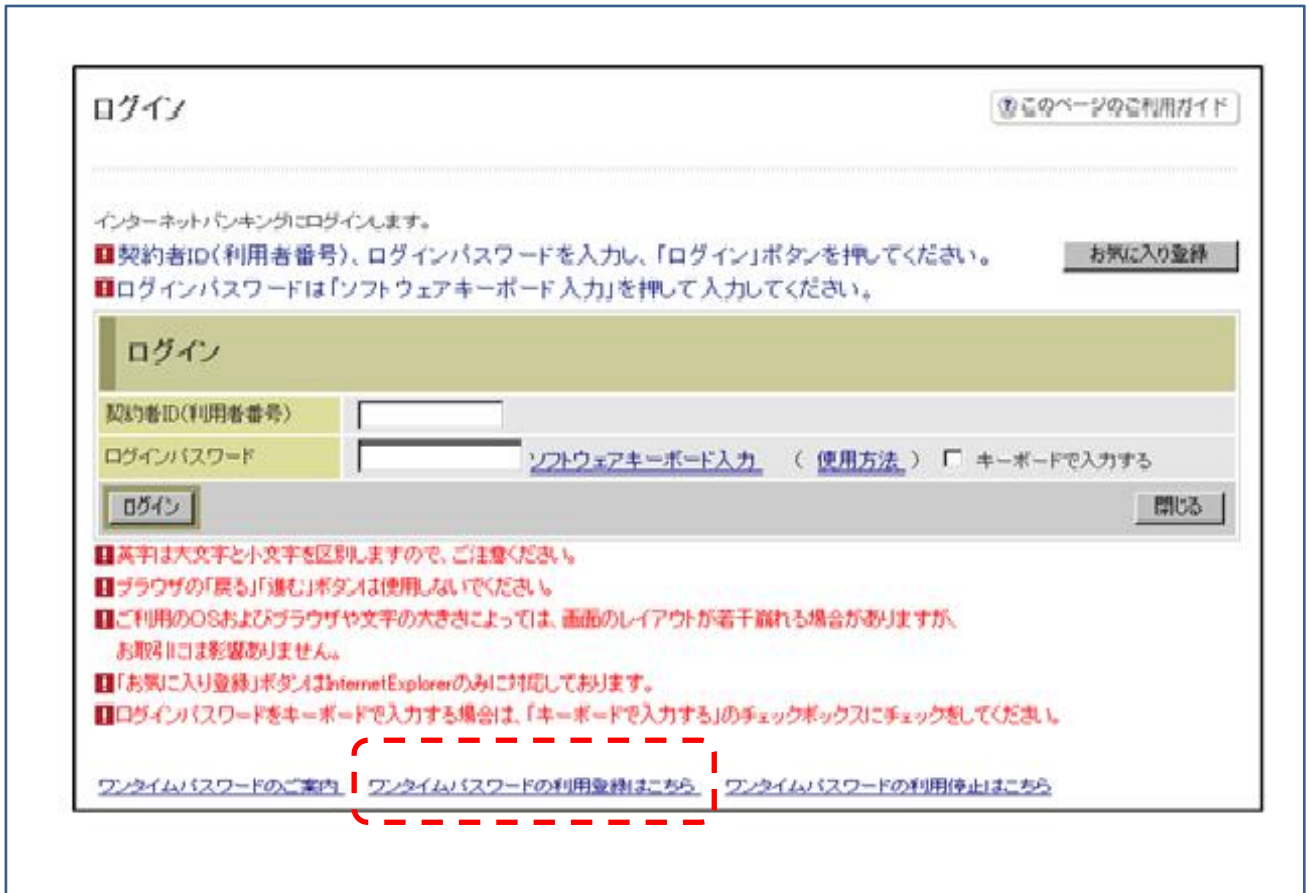 ログイン
このページのご利用ガイド
インターネットバンキングにログインします。
契約者ID(利用者番号)、ログインパスワードを入力し、「ログイン」ボタンを押してください。
お気に入り登録
ログインパスワードは「ソフトウェアキーボード入力」を押して入力してください。
ログイン
契約者ID(利用者番号)
ログインパスワード ソフトウェアキーボード入力 ( 使用方法 ) キーボードで入力する
ログイン 閉じる
英字は大文字と小文字を区別しますので、ご注意ください。
ブラウザの「戻る」「進む」ボタンは使用しないでください。
ご利用のOSおよびブラウザや文字の大きさによっては、画面のレイアウトが若干崩れる場合がありますが、
お取引には影響ありません。
「お気に入り登録」ボタンはInternetExplorerのみに対応しております。
ログインパスワードをキーボードで入力する場合は、「キーボードで入力する」のチェックボックスにチェックをしてください。
ワンタイムパスワードのご案内 ワンタイムパスワードの利用登録はこちら ワンタイムパスワードの利用停止はこちら